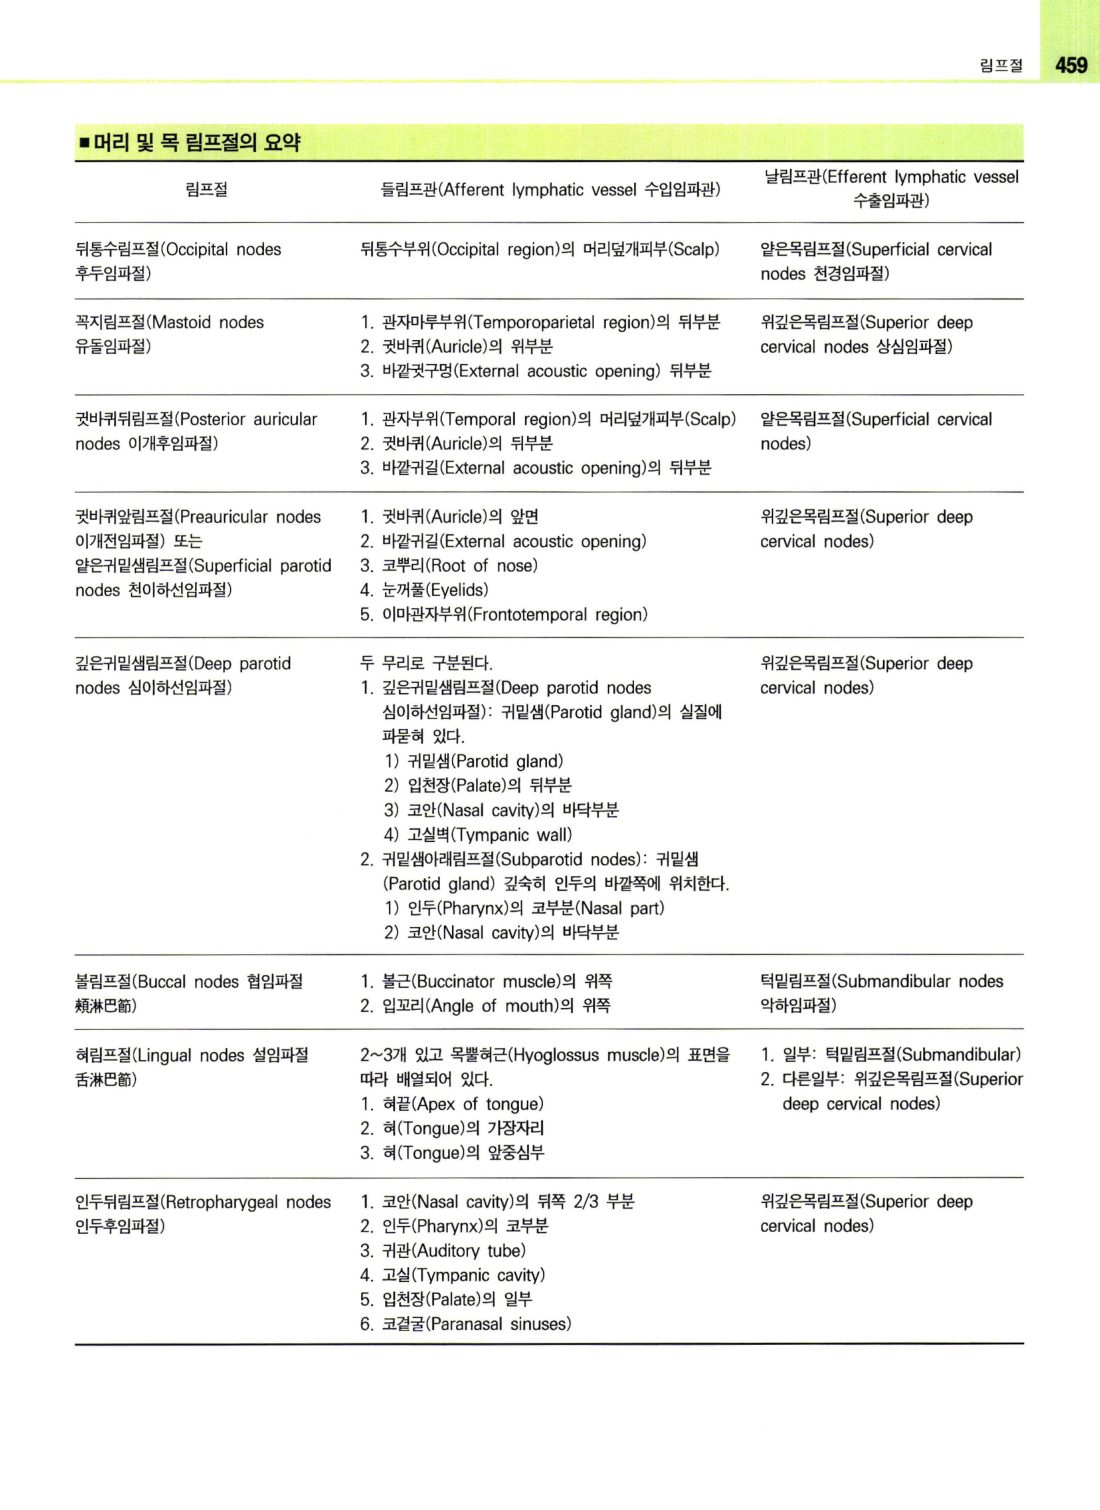 림프절 459
■ 머리 및 목 림프절의 요약
림프절
들림프관(Afferent lymphatic vessel 수입임파관)
날림프관(Efferent lymphatic vessel
수출임파관)
뒤통수림프절(Occipital nodes
후두임파절)
뒤통수부위(Occipital region)의 머리덮개피부(Scalp)
얕은목림프절(Superficial cervical
nodes 천경임파절)
꼭지림프절(Mastoid nodes
유돌임파절)
1. 관자마루부위(Temporoparietal region)의 뒤부분
2. 귓바퀴(Auricle)의 위부분
3. 바깥귓구멍(External acoustic opening) 뒤부분
위깊은목림프절(Superior deep
cervical nodes 상심임파절)
귓바퀴뒤림프절(Posterior auricular
nodes 이개후임파절)
1. 관자부위(Temporal region)의 머리덮개피부(Scalp)
2. 귓바퀴(Auricle)의 뒤부분
3. 바깥귀길(External acoustic opening)의 뒤부분
얕은목림프절(Superficial cervical
nodes)
귓바퀴앞림프절(Preauricular nodes
이개전임파절) 또는
얕은귀밑샘림프절(Superficial parotid
nodes 천이하선임파절)
1. 귓바퀴(Auricle)의 앞면
2. 바깥귀길(External acoustic opening)
3. 코뿌리(Root of nose)
4. 눈꺼풀(Eyelids)
5. 이마관자부위(Frontotemporal region)
위깊은목림프절(Superior deep
cervical nodes)
깊은귀밑샘림프절(Deep parotid
nodes 심이하선임파절)
두 무리로 구분된다.
1. 깊은귀밑샘림프절(Deep parotid nodes
심이하선임파절): 귀밑샘(Parotid gland)의 실질에
파묻혀 있다.
1) 귀밑샘(Parotid gland)
2) 입천장(Palate)의 뒤부분
3) 코안(Nasal cavity)의 바닥부분
4) 고실벽(Tympanic wall)
2. 귀밑샘아래림프절(Subparotid nodes): 귀밑샘
(Parotid gland) 깊숙히 인두의 바깥쪽에 위치한다.
1) 인두(Pharynx)의 코부분(Nasal part)
2) 코안(Nasal cavity)의 바닥부분
위깊은목림프절(Superior deep
cervical nodes)
볼림프절(Buccal nodes 협임파절
頰淋巴節)
1. 볼근(Buccinator muscle)의 위쪽
2. 입꼬리(Angle of mouth)의 위쪽
턱밑림프절(Submandibular nodes
악하임파절)
혀림프절(Lingual nodes 설임파절
舌淋巴節)
2~3개 있고 목뿔혀근(Hyoglossus muscle)의 표면을
따라 배열되어 있다.
1. 혀끝(Apex of tongue)
2. 혀(Tongue)의 가장자리
3. 혀(Tongue)의 앞중심부
1. 일부: 턱밑림프절(Submandibular)
2. 다른일부: 위깊은목림프절(Superior
deep cervical nodes)
인두뒤림프절(Retropharygeal nodes
인두후임파절)
1. 코안(Nasal cavity)의 뒤쪽 2/3 부분
2. 인두(Pharynx)의 코부분
3. 귀관(Auditory tube)
4. 고실(Tympanic cavity)
5. 입천장(Palate)의 일부
6. 코곁굴(Paranasal sinuses)
위깊은목림프절(Superior deep
cervical nodes)